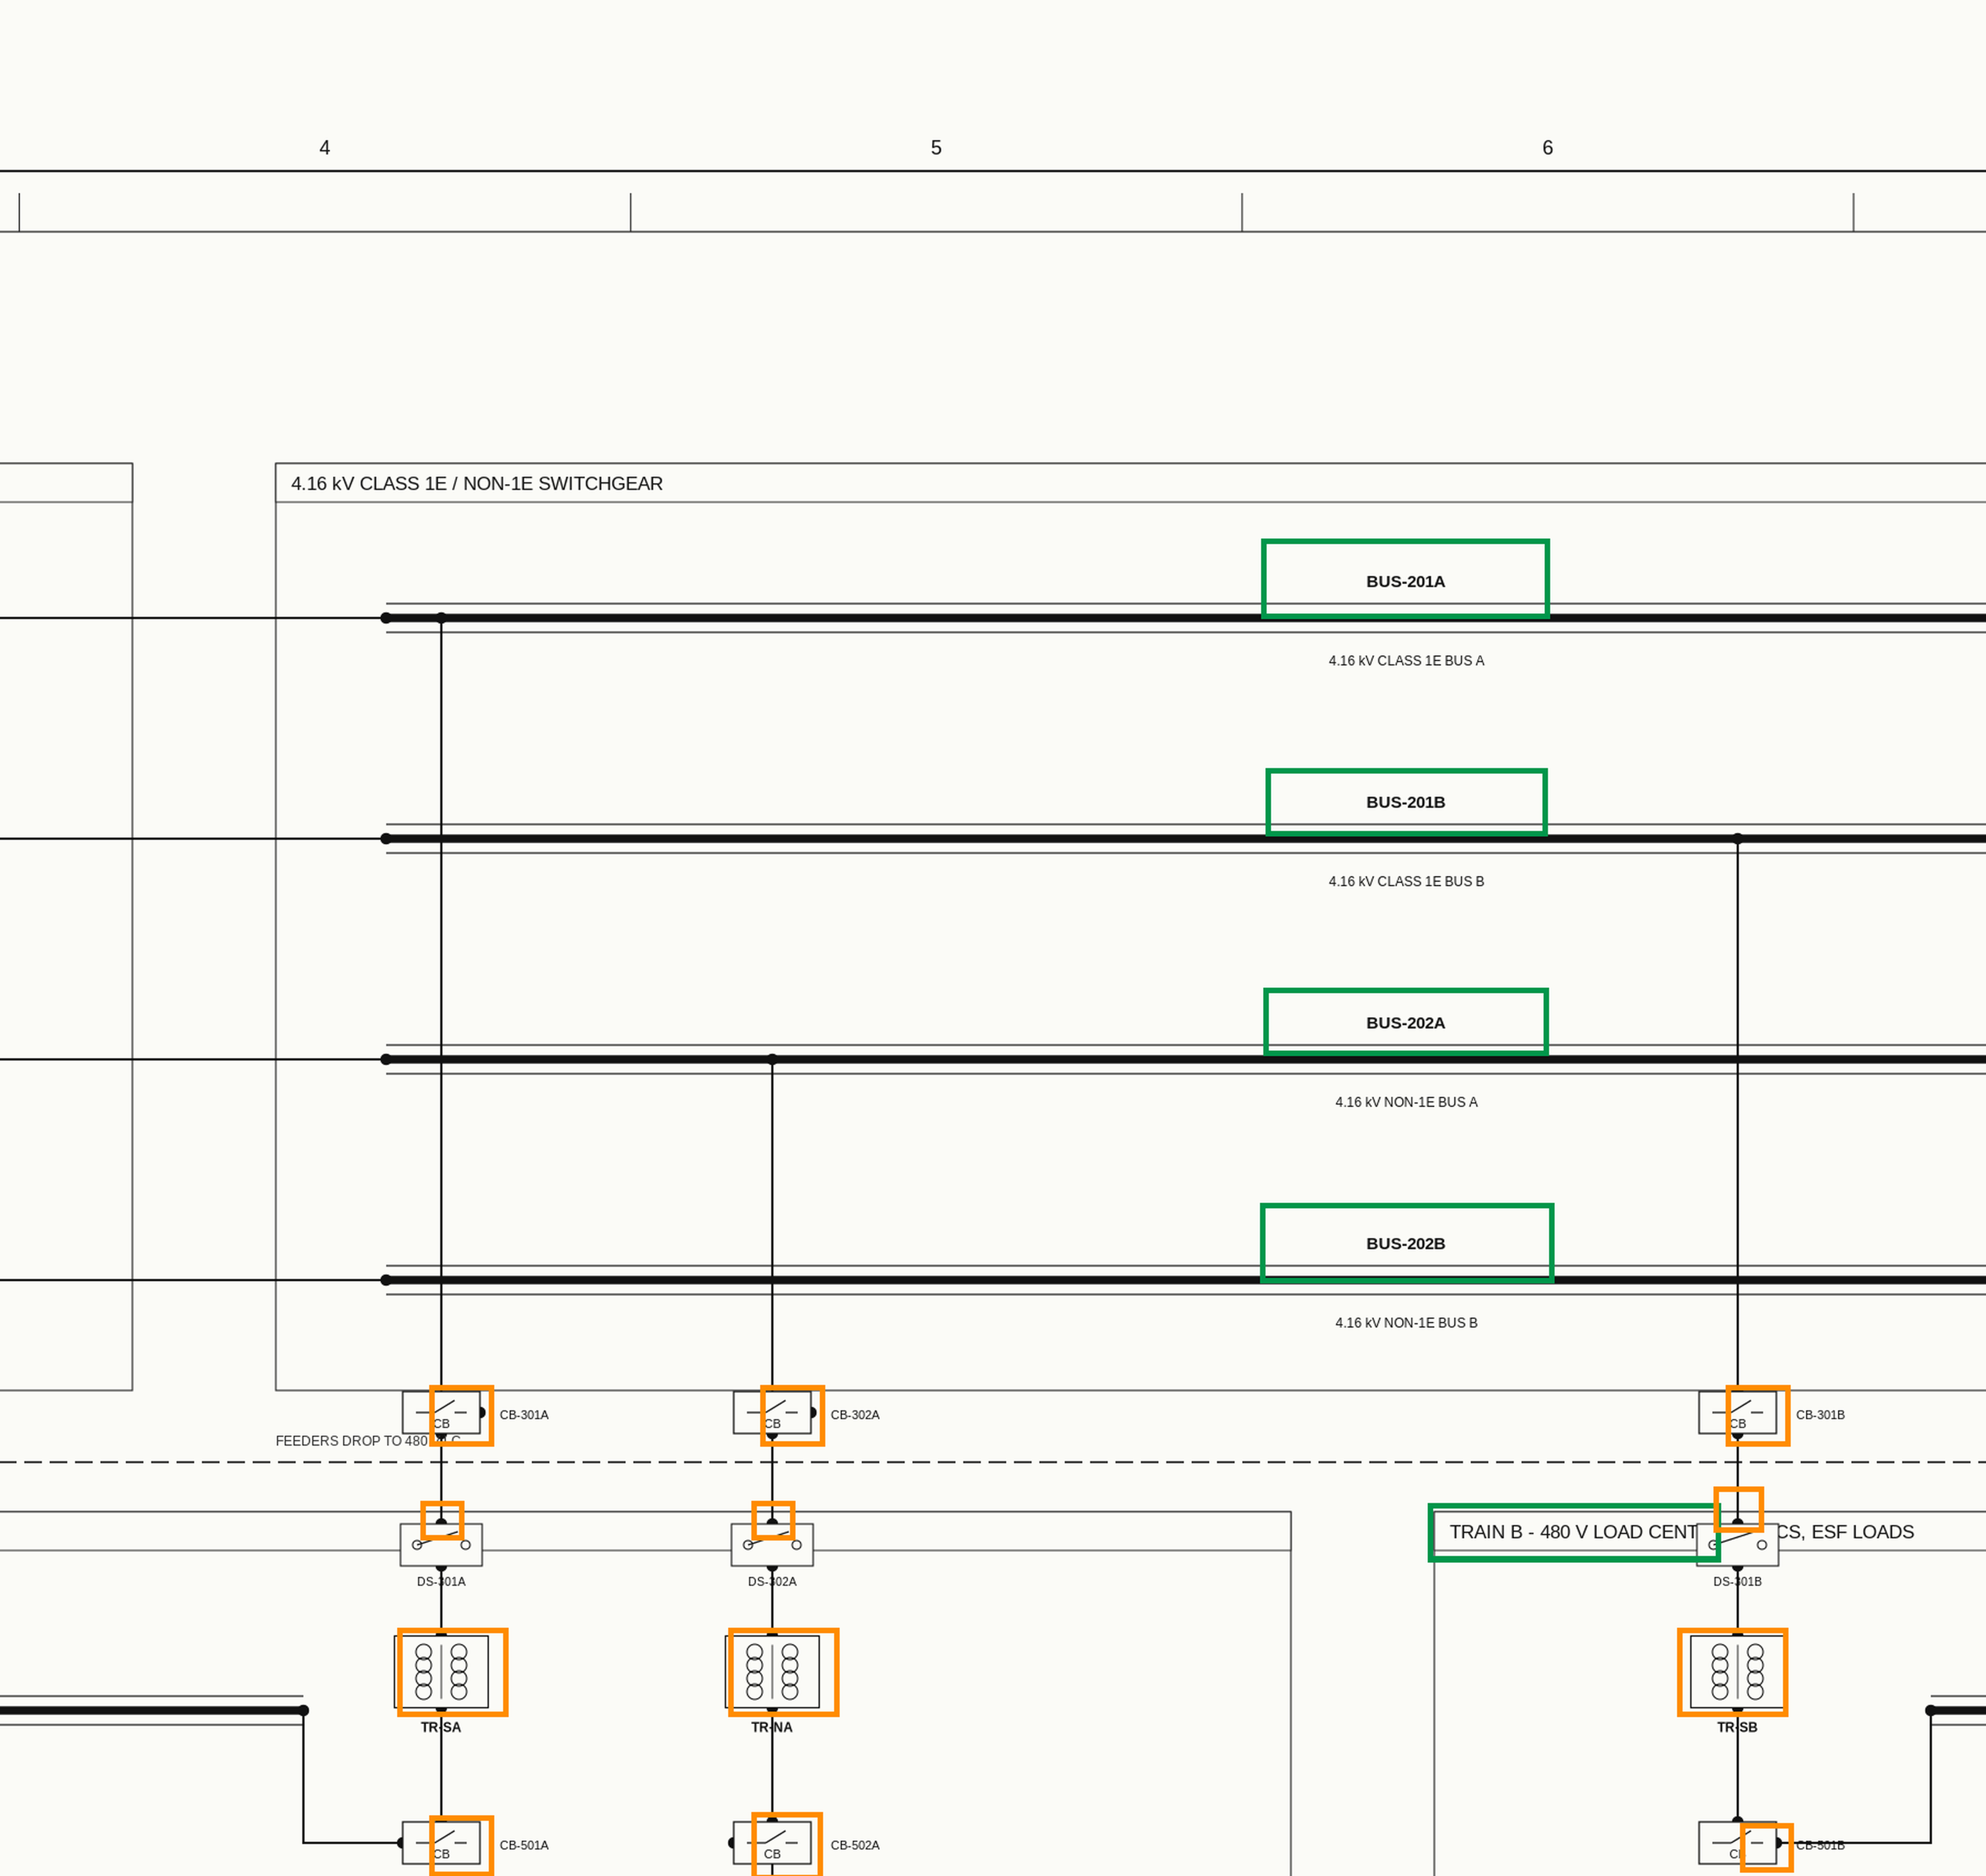 4
5
6
4.16 kV CLASS 1E / NON-1E SWITCHGEAR
BUS-201A
4.16 kV CLASS 1E BUS A
BUS-201B
4.16 kV CLASS 1E BUS B
BUS-202A
4.16 kV NON-1E BUS A
BUS-202B
4.16 kV NON-1E BUS B
CB
CB-301A
CB
CB-302A
CB
CB-301B
FEEDERS DROP TO 480
TRAIN B - 480 V LOAD CENT CS, ESF LOADS
DS-301A
DS-302A
DS-301B
TR-SA
TR-NA
TR-SB
CB
CB-501A
CB
CB-502A
CB-501B